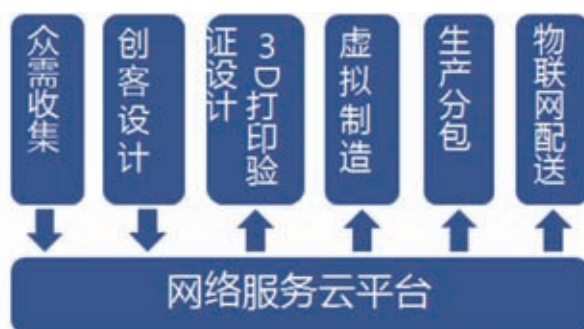 众需收集
创客设计
3D打印验
证设计
虚拟制造
生产分包
物联网配送
网络服务云平台